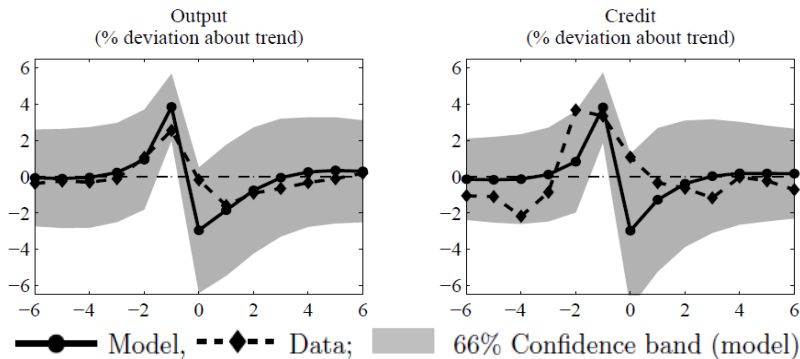 Output
(% deviation about trend)
6
4
2
0
−2
−4
−6
−6 −4 −2 0 2 4 6
Credit
(% deviation about trend)
6
4
2
0
−2
−4
−6
−6 −4 −2 0 2 4 6
Model, Data; 66% Confidence band (model)